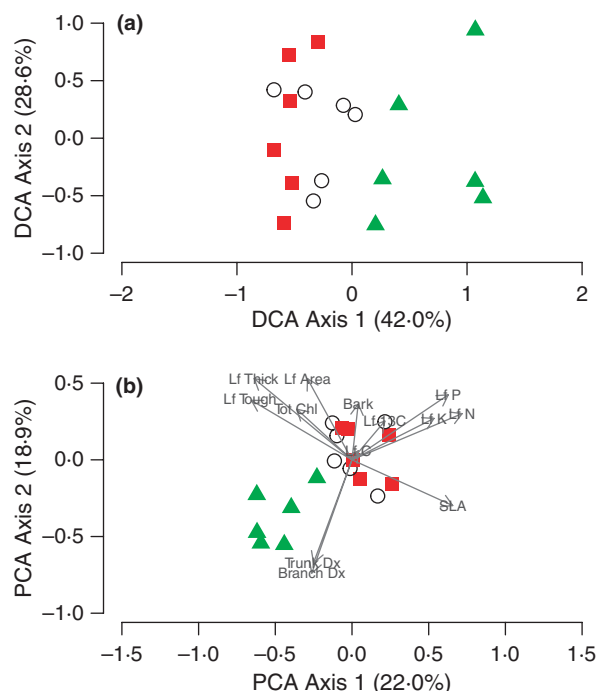 (a)
1·0
0·5
0·0
−0·5
−1·0
DCA Axis 2 (28·6%)
−2 −1 0 1 2
DCA Axis 1 (42·0%)
(b)
0·5
0·0
−0·5
−1·0
PCA Axis 2 (18·9%)
Lf Thick Lf Area
Lf P
Lf Tough
Tot Chl
Bark
Lf 13C
Lf K
Lf N
Lf C
SLA
Trunk Dx
Branch Dx
−1·5 −1·0 −0·5 0·0 0·5 1·0 1·5
PCA Axis 1 (22·0%)